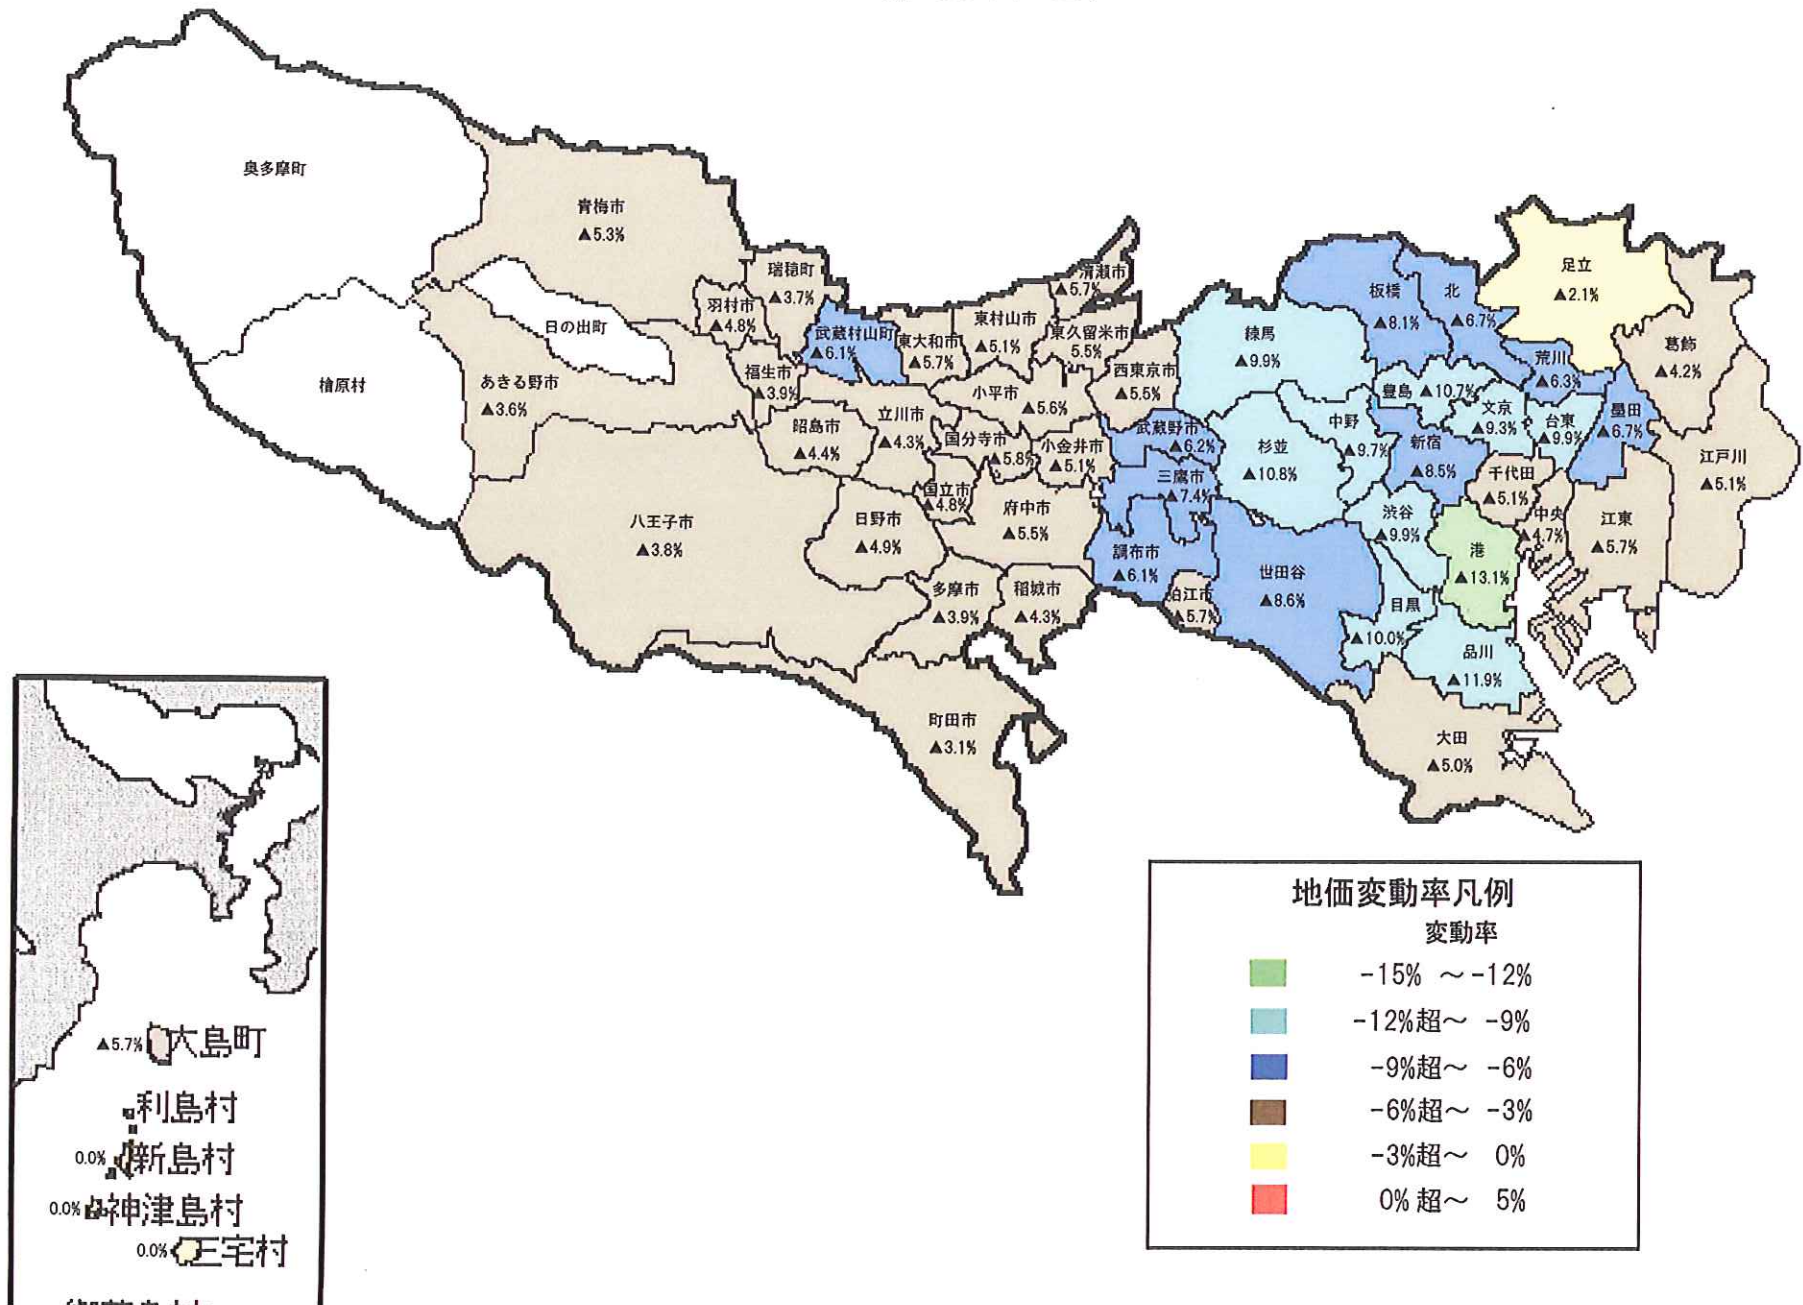 奥多摩町
青梅市
▲5.3%
瑞穂町
▲3.7%
羽村市
▲4.8%
日の出町
檜原村
あきる野市
▲3.6%
福生市
▲3.9%
武蔵村山町
▲6.1%
東大和市
▲5.7%
東村山市
▲5.1%
清瀬市
▲5.7%
東久留米市
5.5%
西東京市
▲5.5%
小平市
▲5.6%
立川市
▲4.3%
昭島市
▲4.4%
国分寺市
▲5.8%
小金井市
▲5.1%
国立市
▲4.8%
武蔵野市
▲6.2%
三鷹市
▲7.4%
八王子市
▲3.8%
日野市
▲4.9%
府中市
▲5.5%
調布市
▲6.1%
狛江市
▲5.7%
多摩市
▲3.9%
稲城市
▲4.3%
町田市
▲3.1%
練馬
▲9.9%
板橋
▲8.1%
北
▲6.7%
足立
▲2.1%
葛飾
▲4.2%
荒川
▲6.3%
豊島 ▲10.7%
文京
▲9.3%
台東
▲9.9%
墨田
▲6.7%
杉並
▲10.8%
中野
▲9.7%
新宿
▲8.5%
千代田
▲5.1%
江戸川
▲5.1%
渋谷
▲9.9%
港
▲13.1%
中央
▲4.7%
江東
▲5.7%
世田谷
▲8.6%
目黒
▲10.0%
品川
▲11.9%
大田
▲5.0%
▲5.7% 大島町
利島村
0.0% 新島村
0.0% 神津島村
0.0% 三宅村
地価変動率凡例
変動率
-15% ～ -12%
-12%超～ -9%
-9%超～ -6%
-6%超～ -3%
-3%超～ 0%
0%超～ 5%